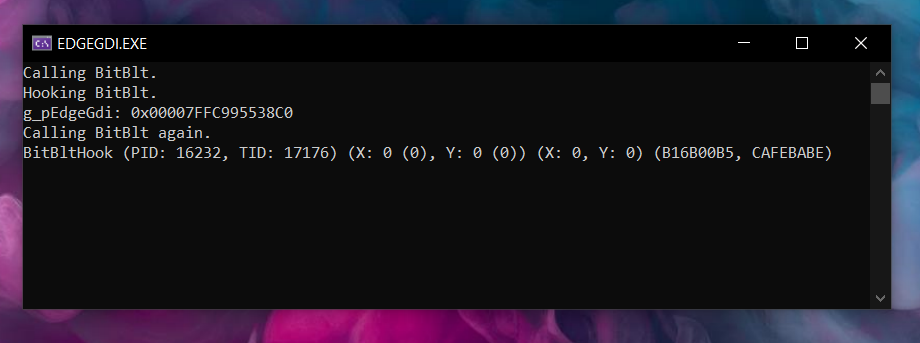 C:\
EDGEGDI.EXE
Calling BitBlt.
Hooking BitBlt.
g_pEdgeGdi: 0x00007FFC995538C0
Calling BitBlt again.
BitBltHook (PID: 16232, TID: 17176) (X: 0 (0), Y: 0 (0)) (X: 0, Y: 0) (B16B00B5, CAFEBABE)